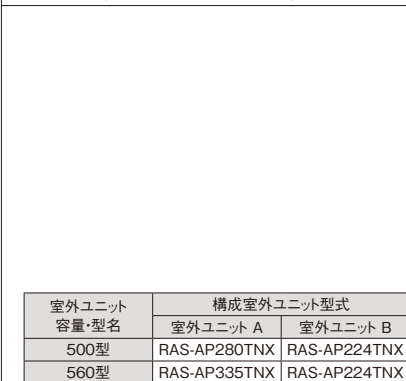 室外ユニット
容量・型名
構成室外ユニット型式
室外ユニット A 室外ユニット B
500型 RAS-AP280TNX RAS-AP224TNX
560型 RAS-AP335TNX RAS-AP224TNX